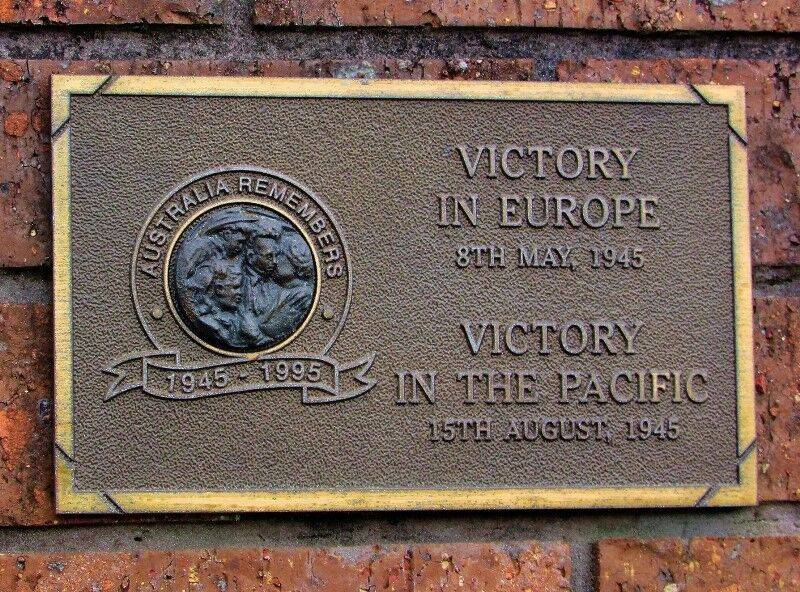 AUSTRALIA REMEMBERS
1945 - 1995
VICTORY
IN EUROPE
8TH MAY, 1945
VICTORY
IN THE PACIFIC
15TH AUGUST, 1945